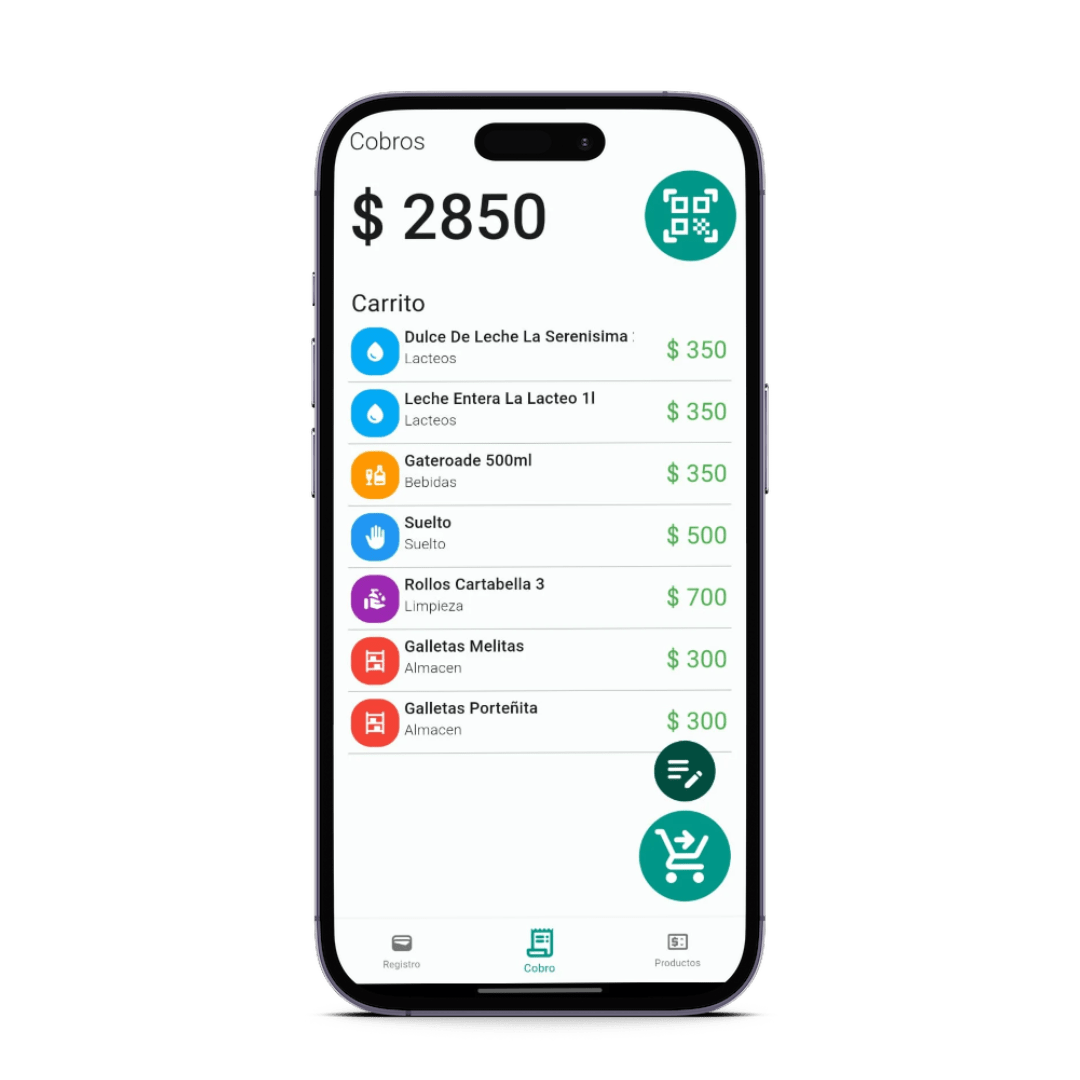 Cobros
$ 2850
Carrito
Dulce De Leche La Serenisima
Lacteos
$ 350
Leche Entera La Lacteo 1l
Lacteos
$ 350
Gateroade 500ml
Bebidas
$ 350
Suelto
Suelto
$ 500
Rollos Cartabella 3
Limpieza
$ 700
Galletas Melitas
Almacen
$ 300
Galletas Porteñita
Almacen
$ 300
Registro
Cobro
Productos